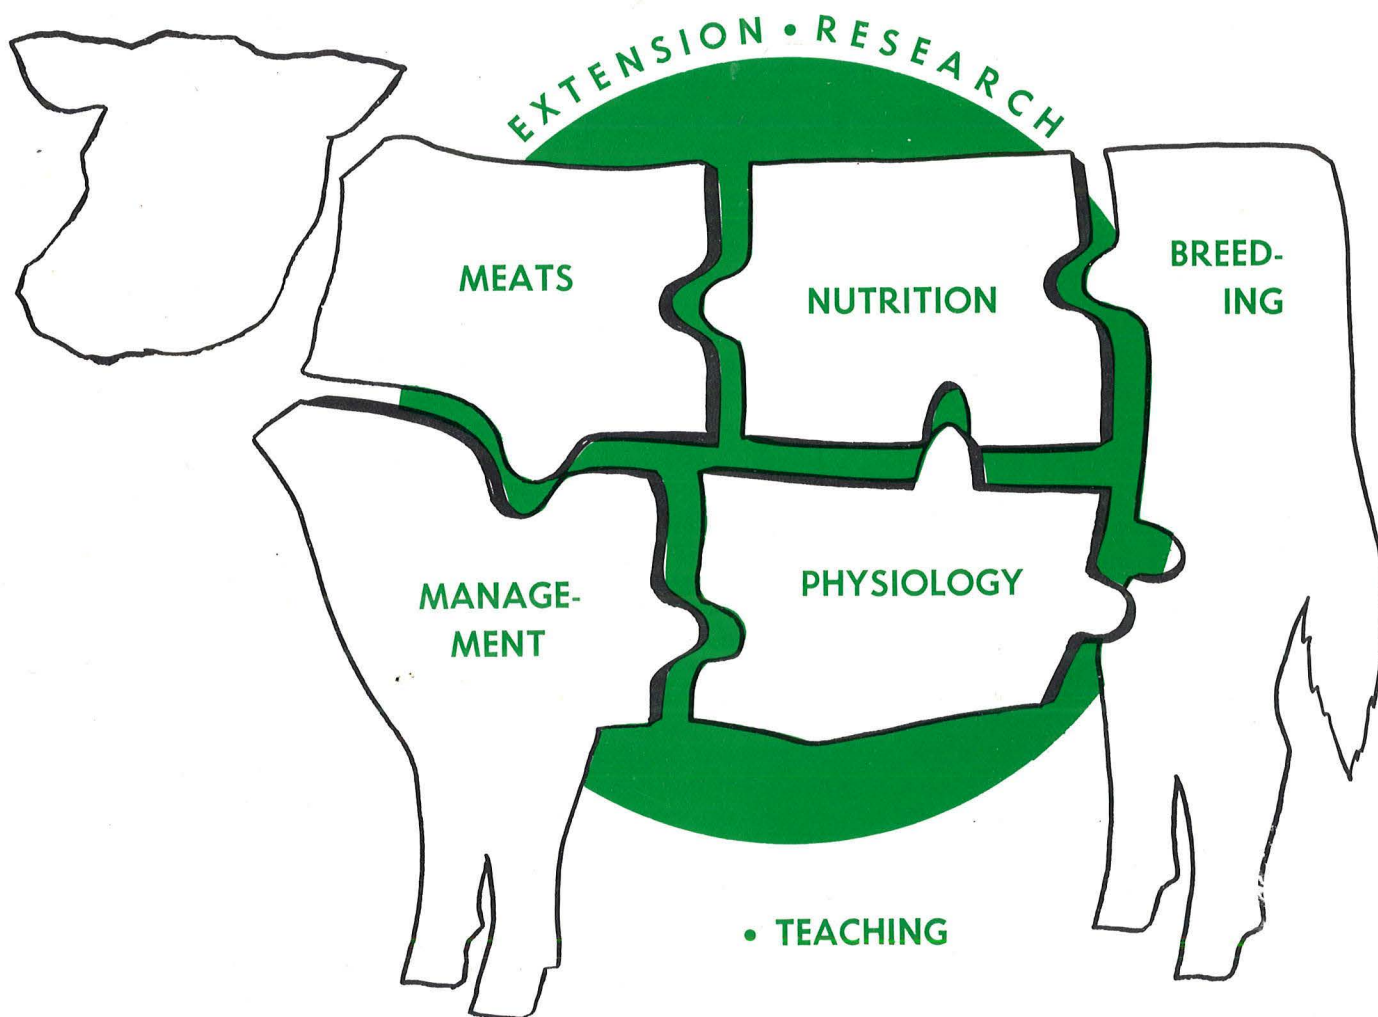 EXTENSION • RESEARCH
MEATS
NUTRITION
BREED-
ING
MANAGE-
MENT
PHYSIOLOGY
• TEACHING